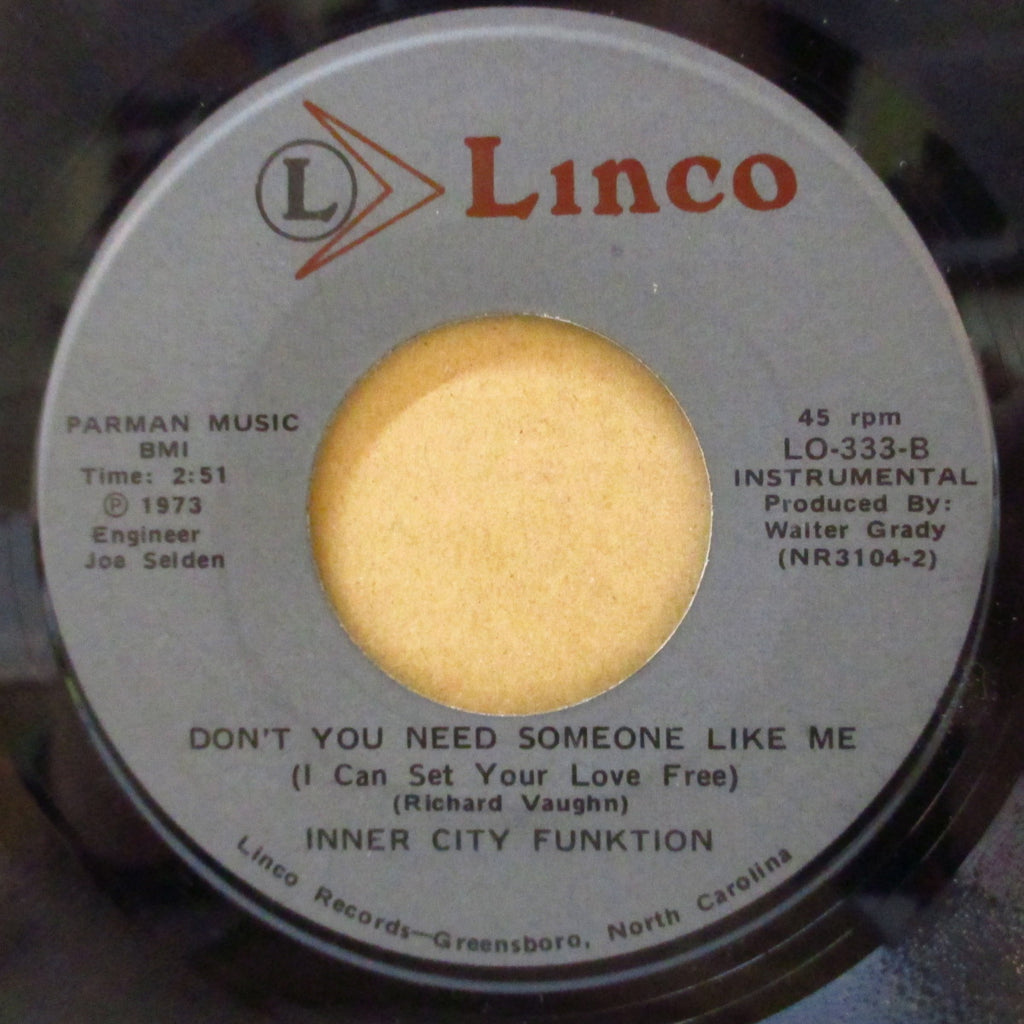 L Linco
PARMAN MUSIC
BMI
Time: 2:51
℗ 1973
Engineer
Joe Selden
45 rpm
LO-333-B
INSTRUMENTAL
Produced By:
Walter Grady
(NR3104-2)
DON'T YOU NEED SOMEONE LIKE ME
(I Can Set Your Love Free)
(Richard Vaughn)
INNER CITY FUNKTION
Linco Records—Greensboro, North Carolina